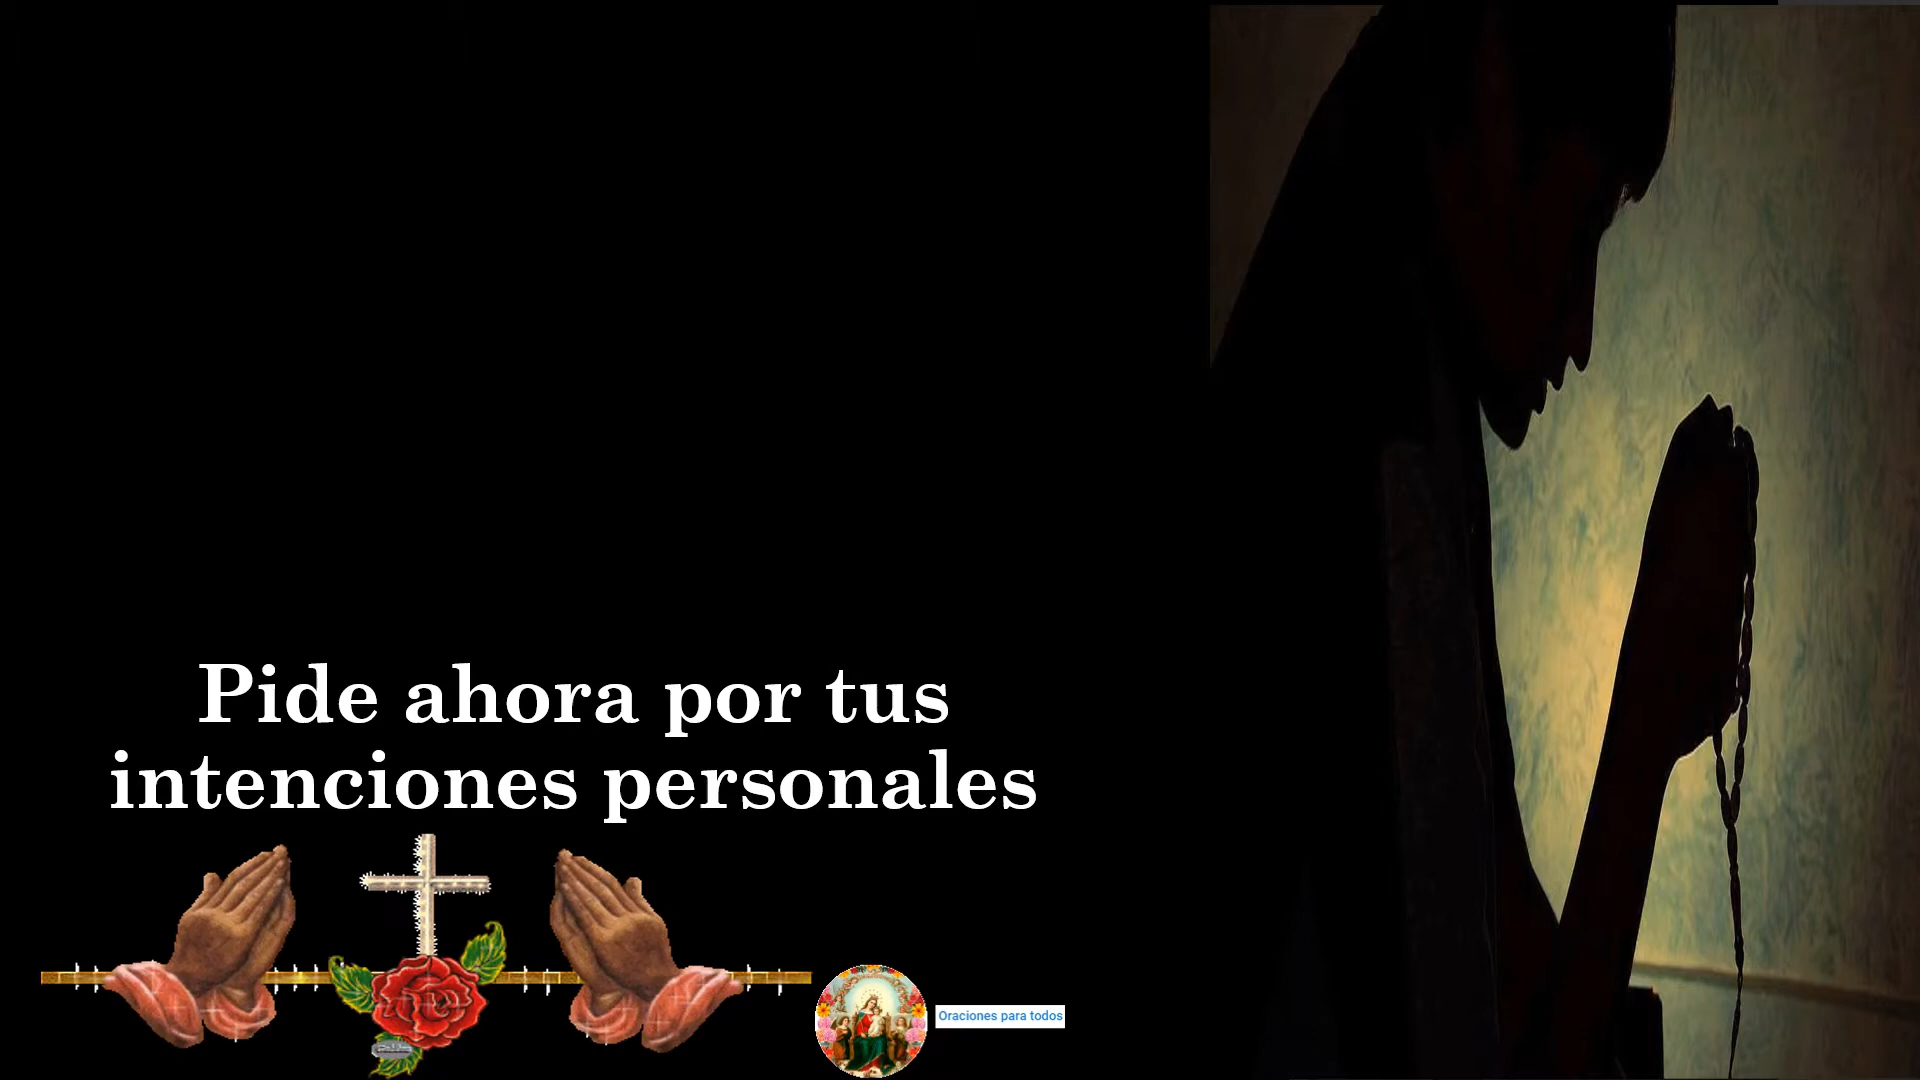 Pide ahora por tus
intenciones personales
Oraciones para todos